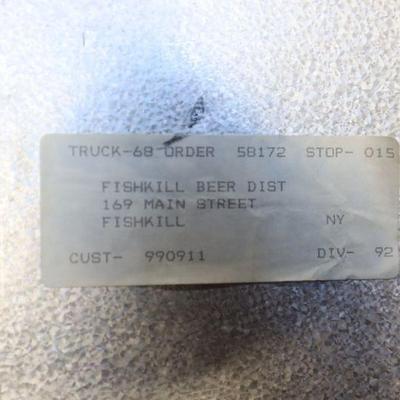 TRUCK-68 ORDER 58172 STOP- 015
FISHKILL BEER DIST
169 MAIN STREET
FISHKILL NY
CUST- 990911 DIV- 92